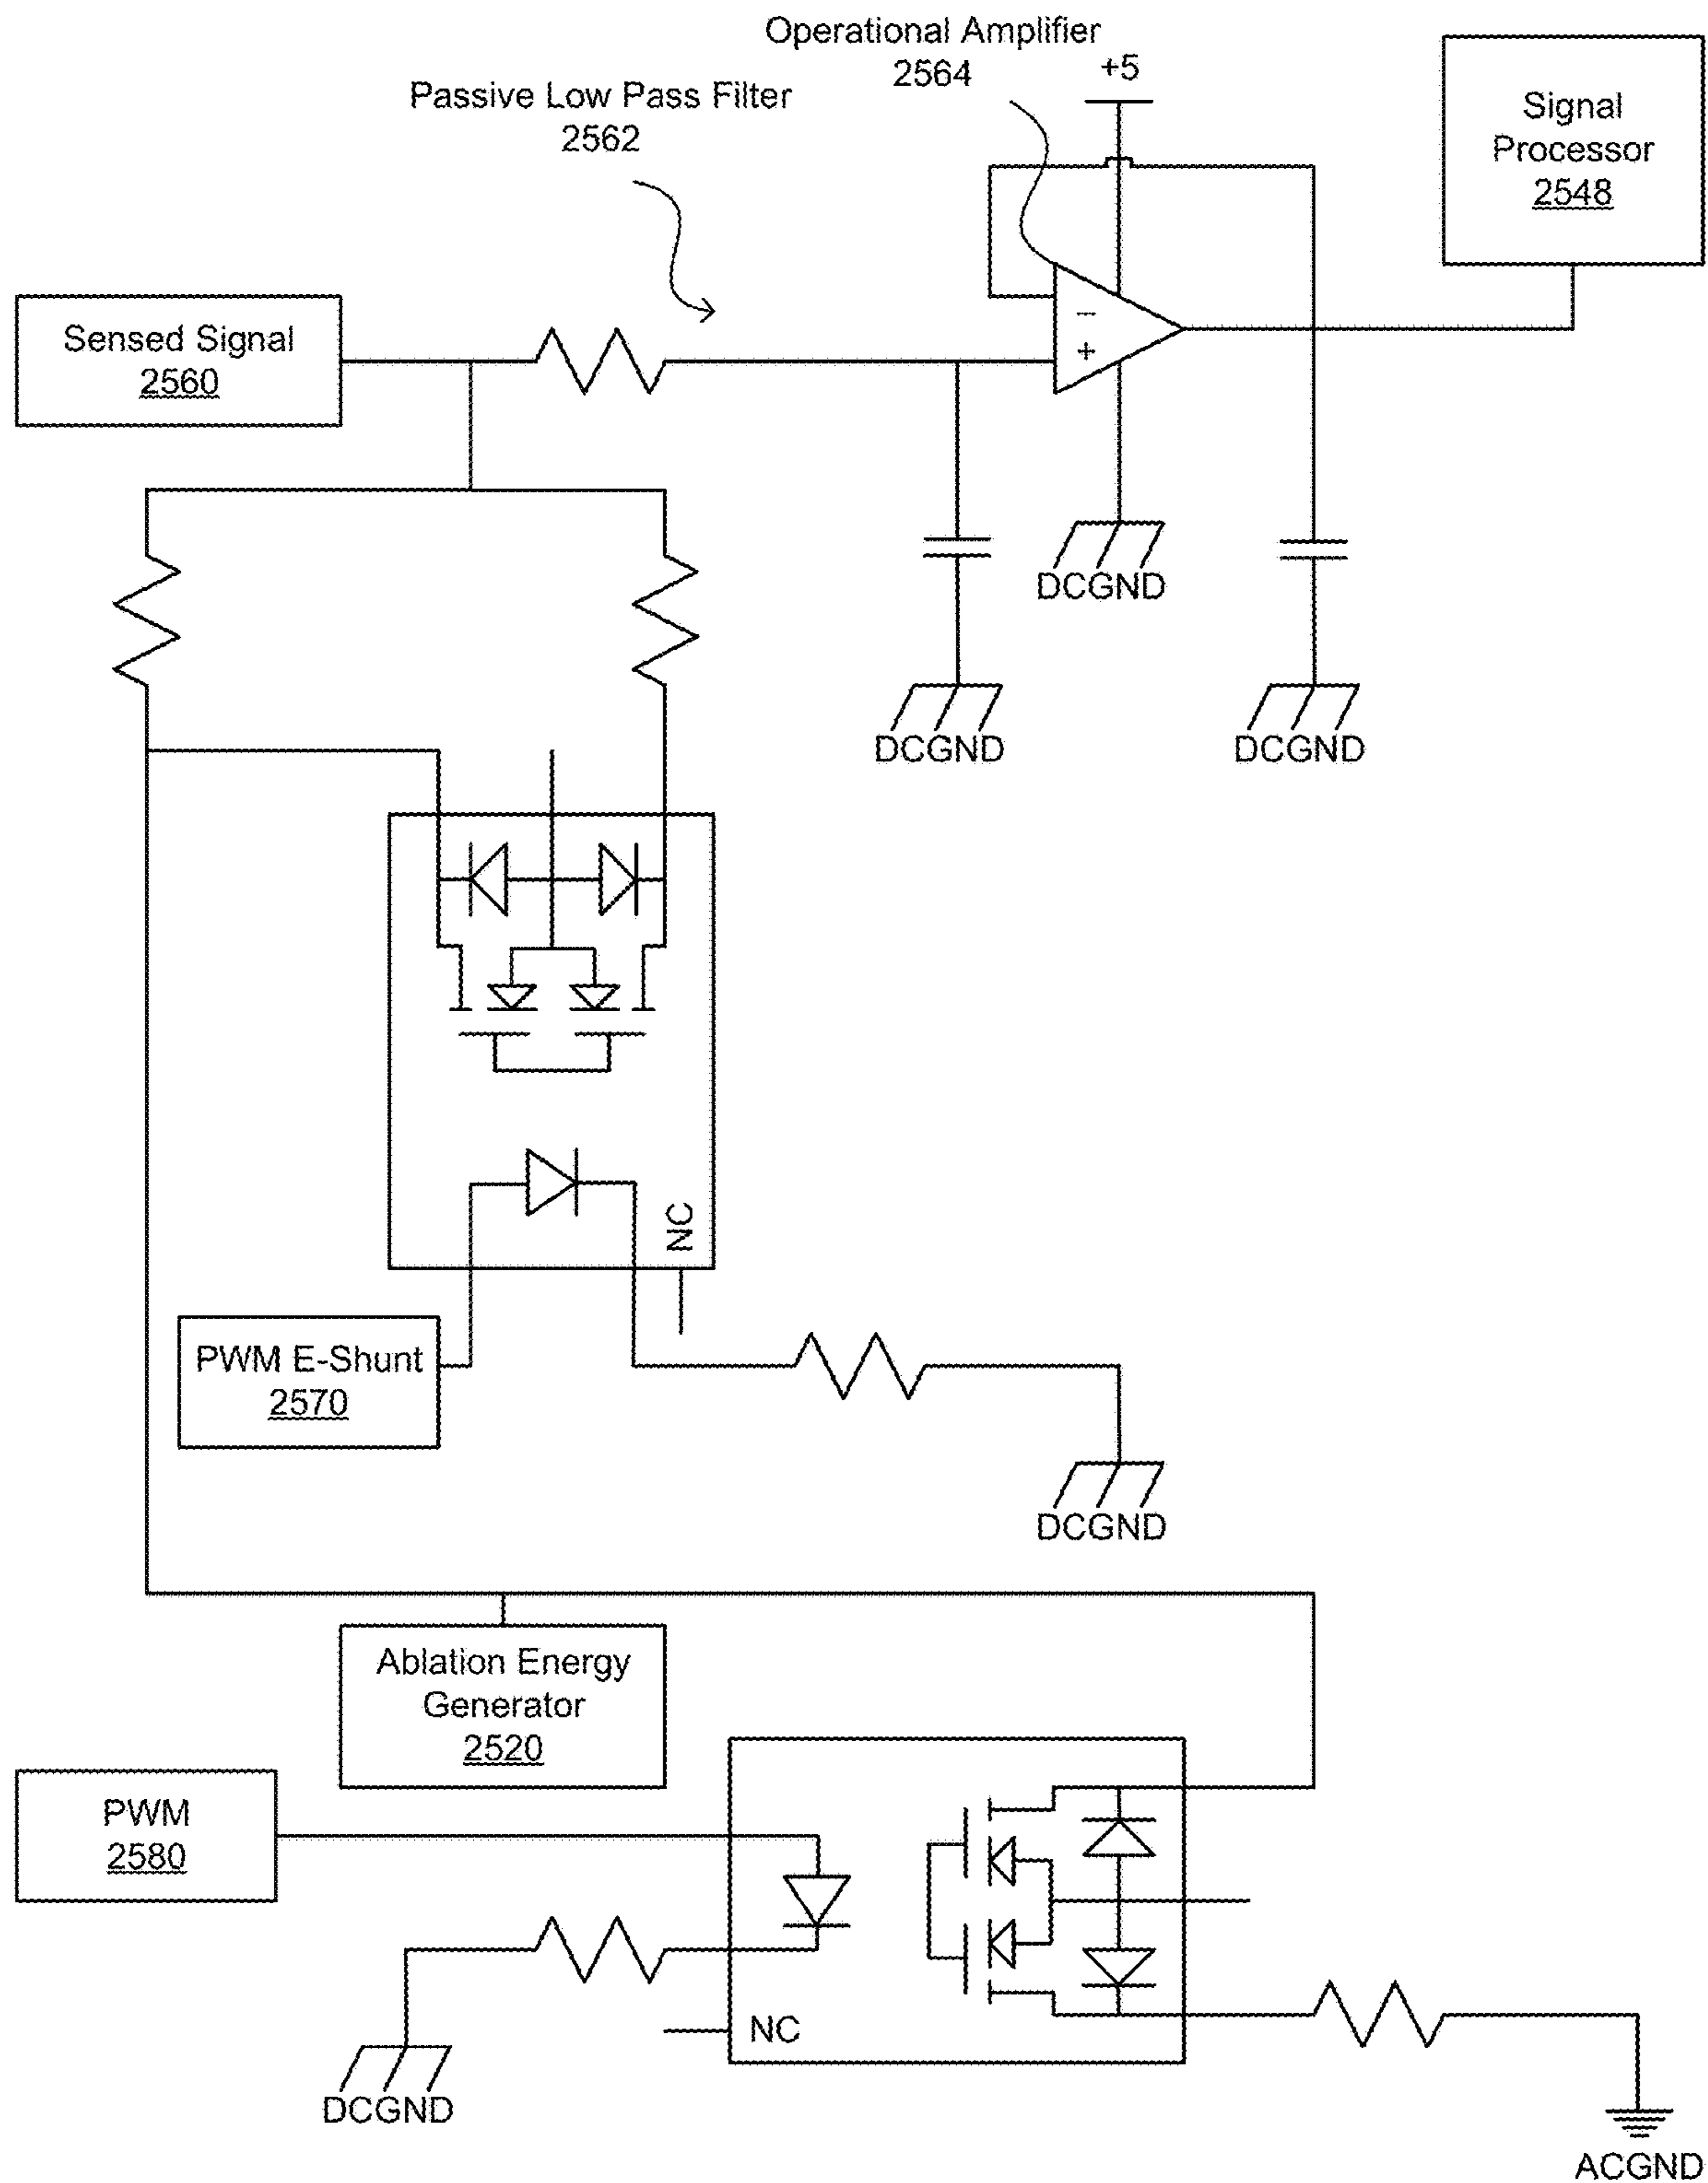 Operational Amplifier
2564
+5
Passive Low Pass Filter
2562
Signal
Processor
2548
Sensed Signal
2560
−
+
DCGND
DCGND
DCGND
NC
PWM E-Shunt
2570
DCGND
Ablation Energy
Generator
2520
PWM
2580
NC
DCGND
ACGND